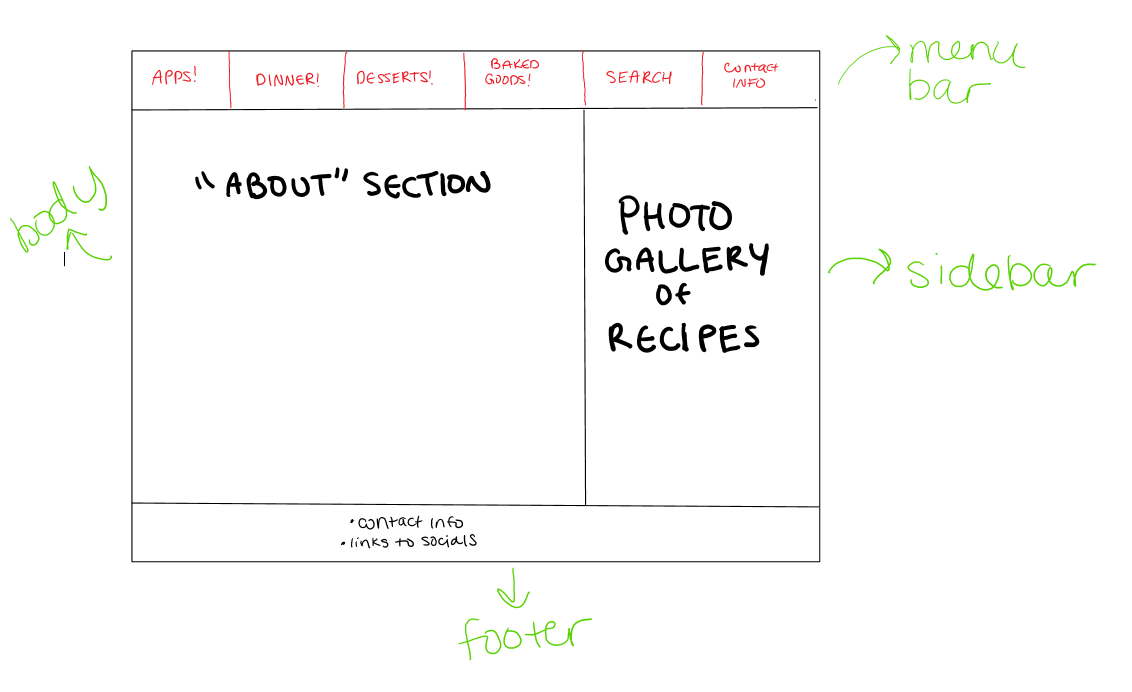 APPS!
DINNER!
DESSERTS!
BAKED
GOODS!
SEARCH
Contact
INFO
menu
bar
"ABOUT" SECTION
body
PHOTO
GALLERY
OF
RECIPES
sidebar
• contact info
• links to socials
footer